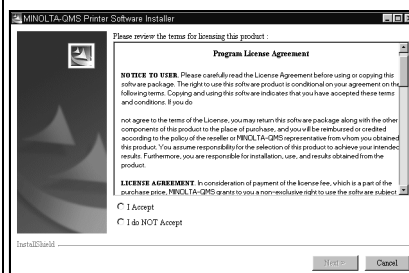 MINOLTA-QMS Printer Software Installer
Please review the terms for licensing this product :
Program License Agreement
NOTICE TO USER. Please carefully read the License Agreement before using or copying this
software package. The right to use this software product is conditional on your agreement on the
following terms. Copying and using this software indicates that you have accepted these terms
and conditions. If you do
not agree to the terms of the License, you may return this software package along with the other
components of this product to the place of purchase, and you will be reimbursed or credited
according to the policy of the reseller or MINOLTA-QMS representative from whom you obtained
this product. You assume responsibility for the selection of this product to achieve your intended
results. Furthermore, you are responsible for installation, use, and results obtained from the
product.
LICENSE AGREEMENT. In consideration of payment of the license fee, which is a part of the
purchase price, MINOLTA-QMS grants to you a non-exclusive right to use the software subject
I Accept
I do NOT Accept
InstallShield
Next >
Cancel